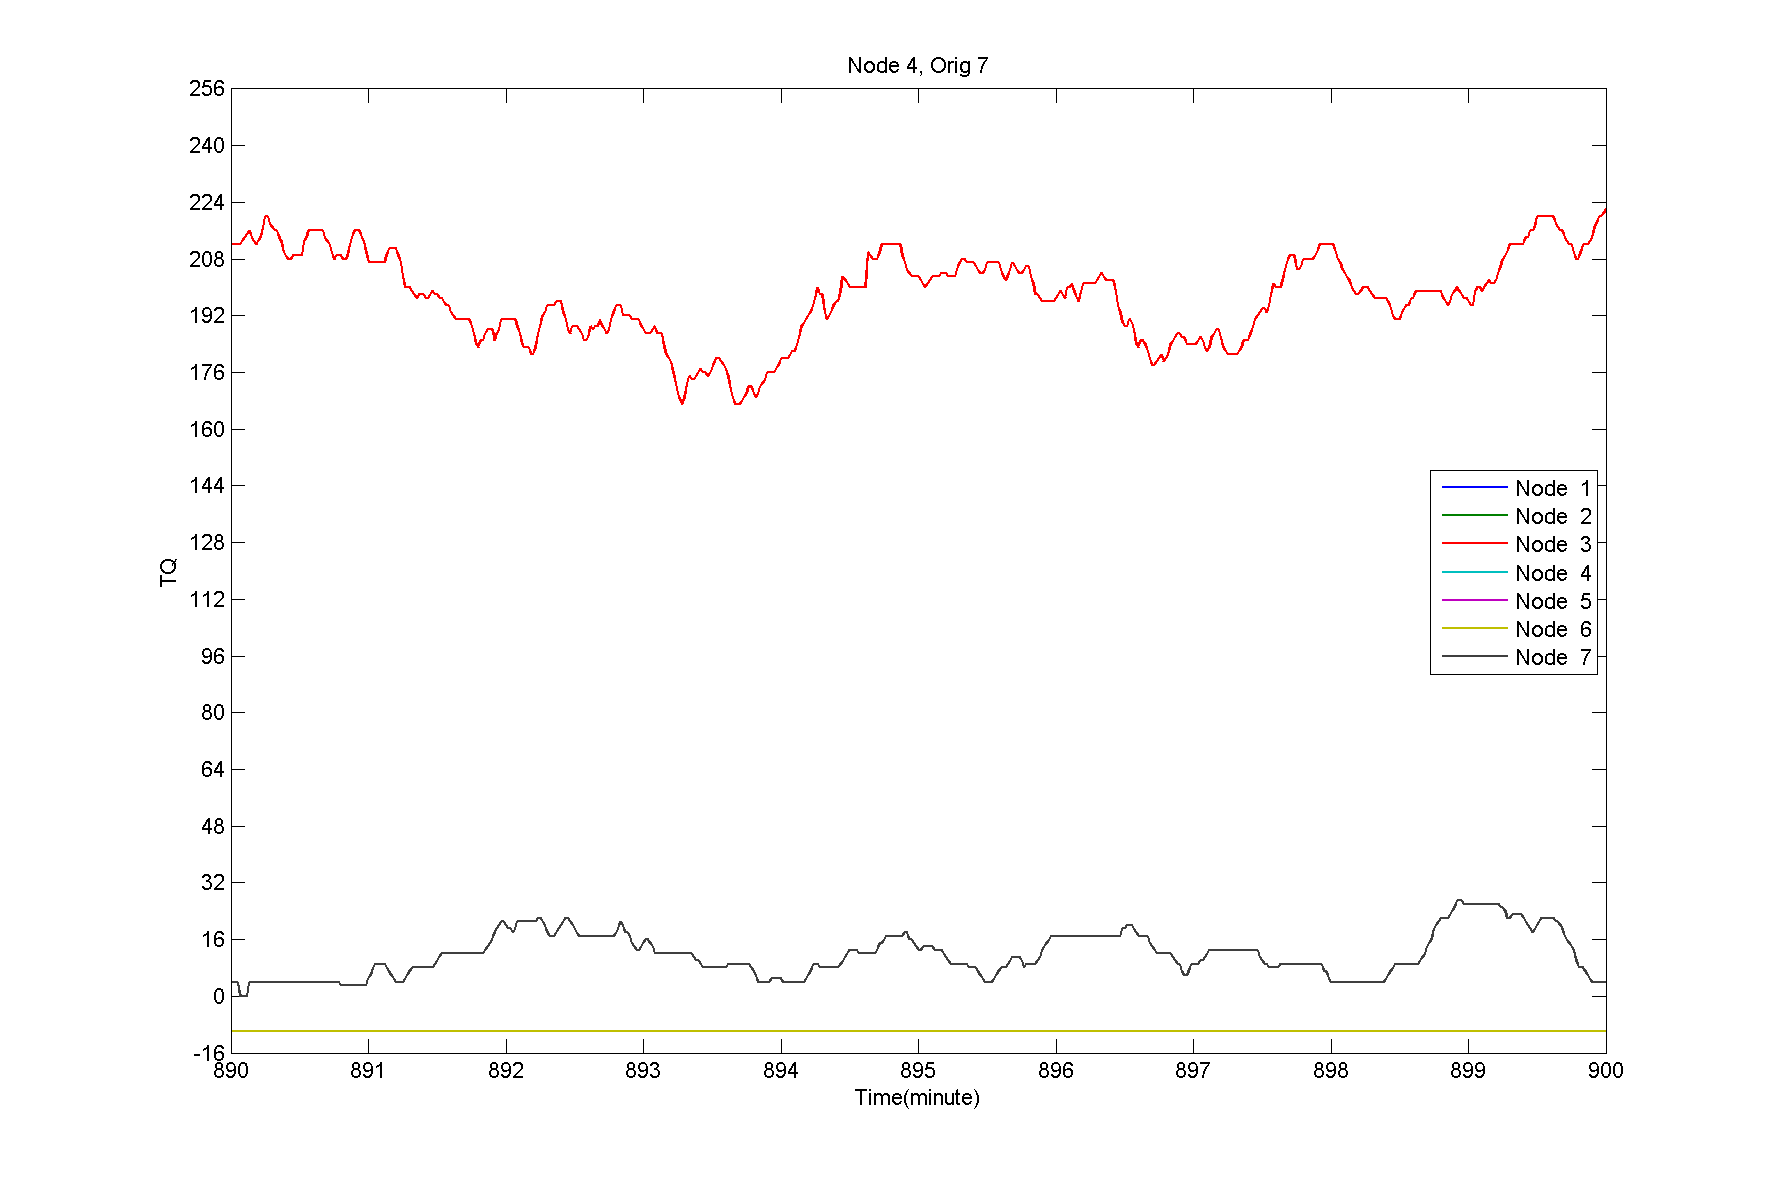 Node 4, Orig 7
256
240
224
208
192
176
160
144
128
112
96
80
64
48
32
16
0
-16
TQ
Node 1
Node 2
Node 3
Node 4
Node 5
Node 6
Node 7
890 891 892 893 894 895 896 897 898 899 900
Time(minute)